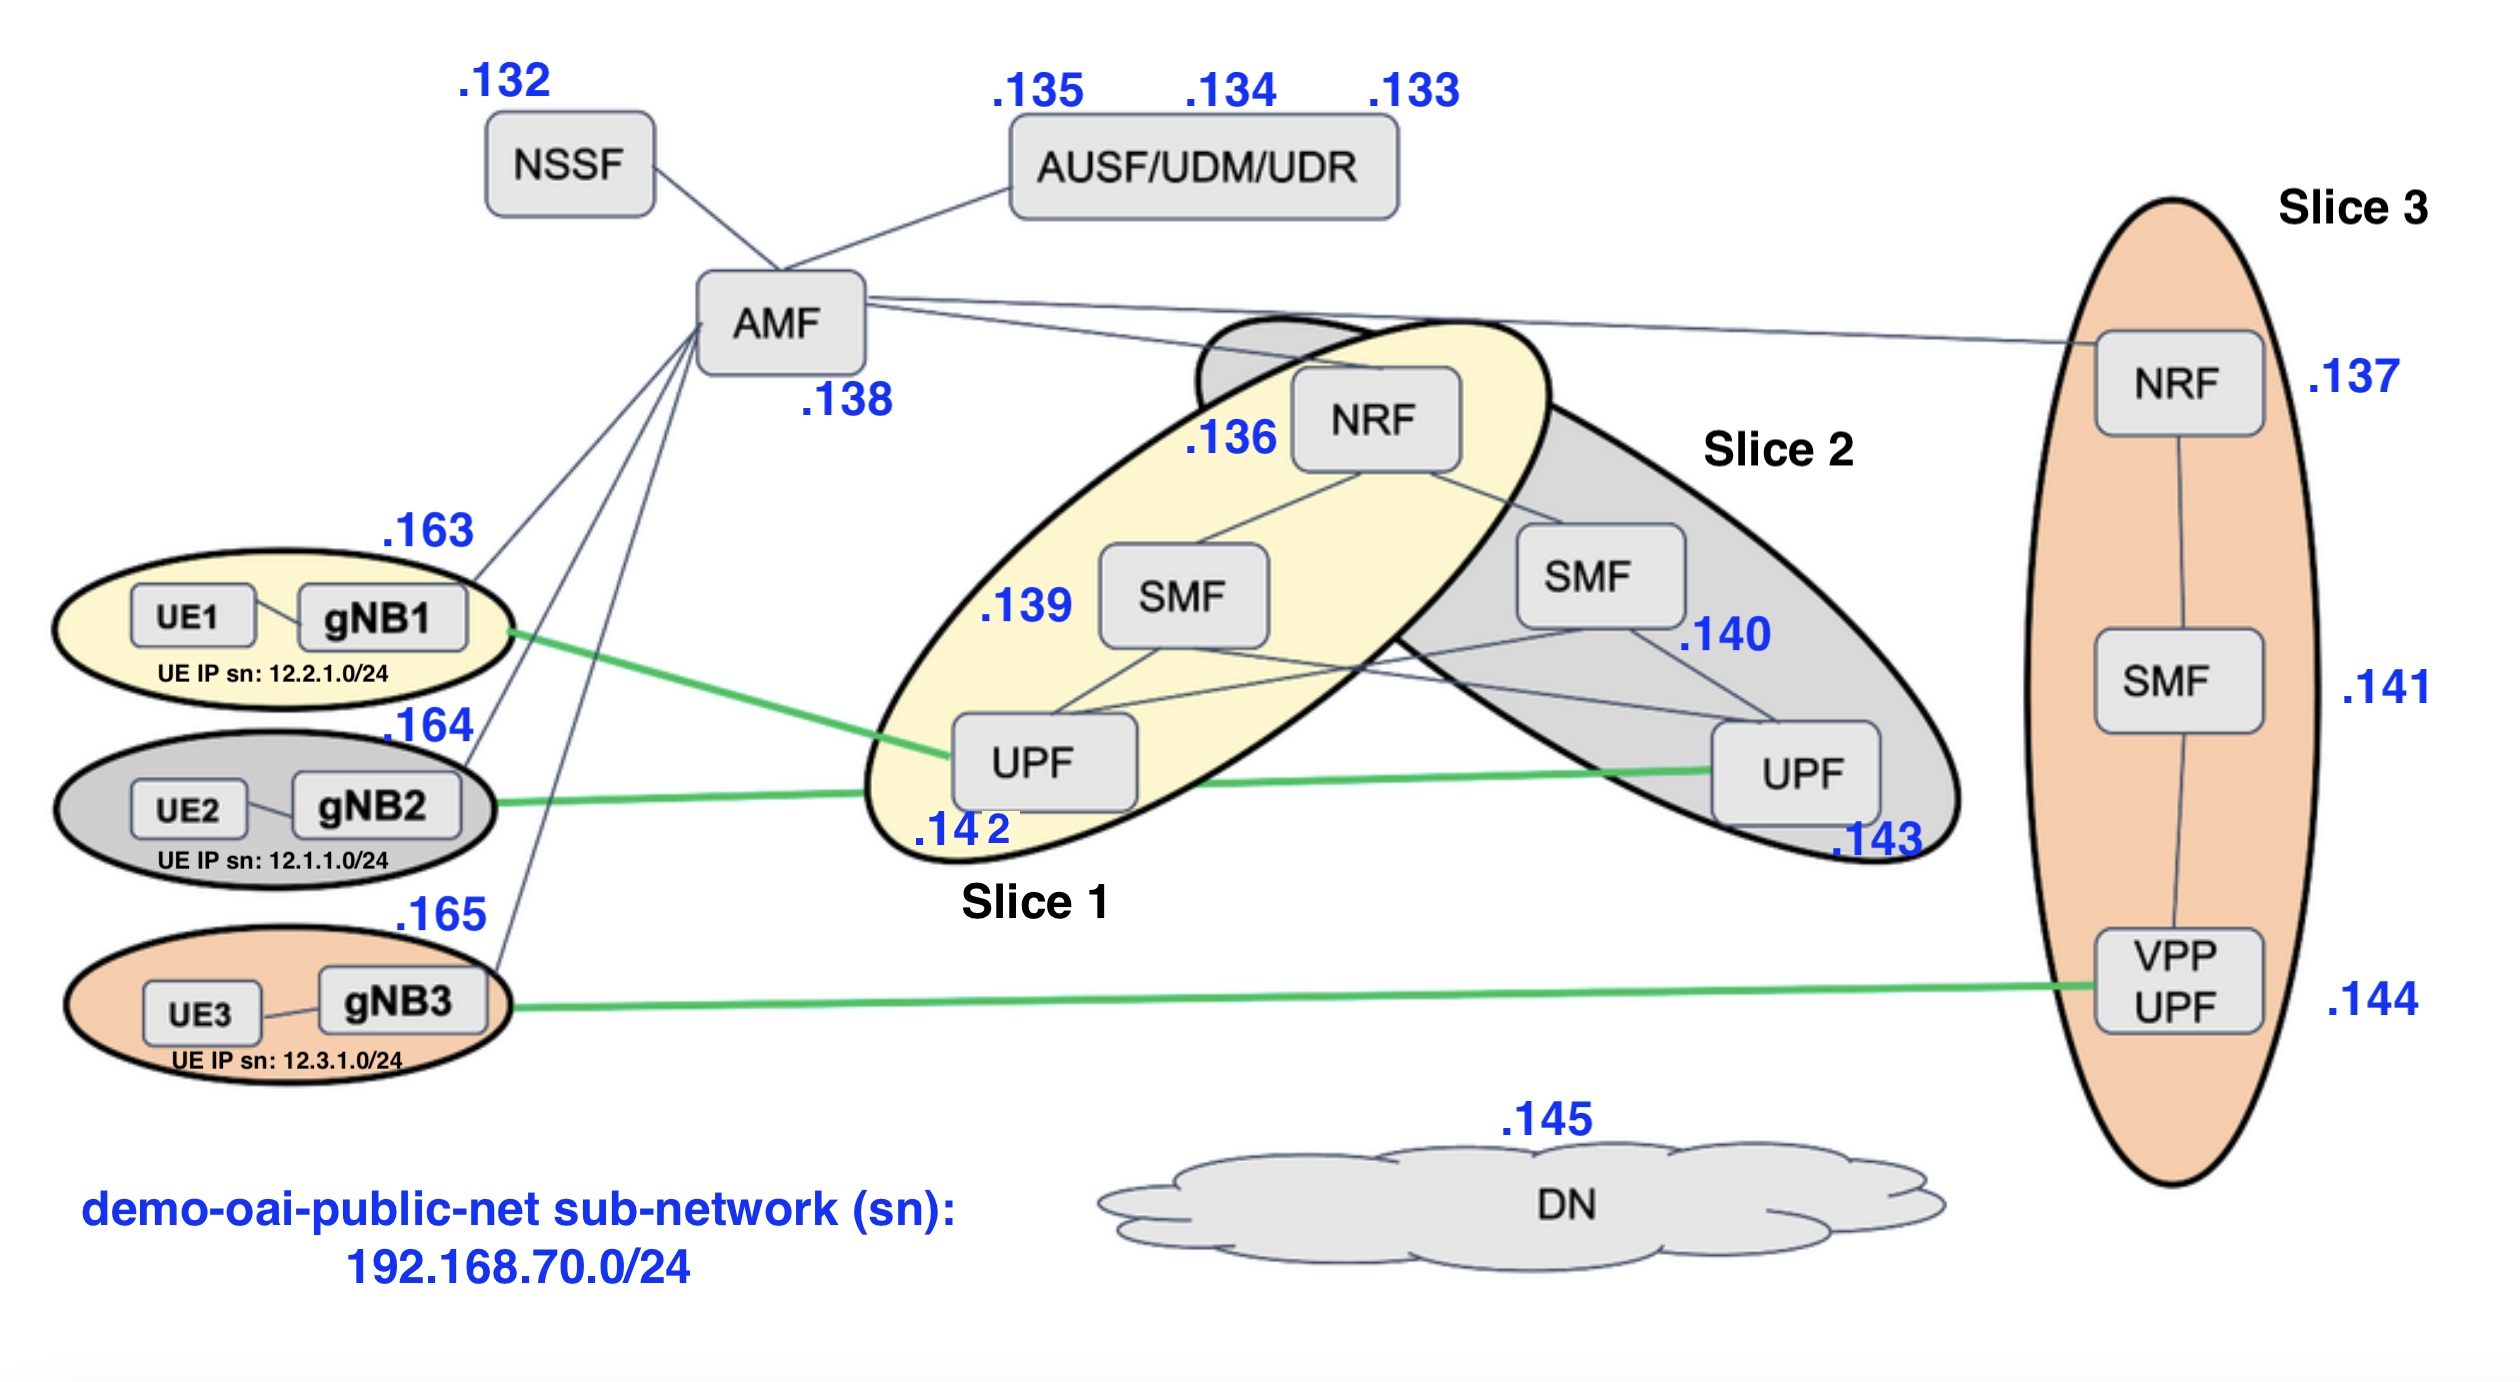 .132
.135
.134
.133
NSSF
AUSF/UDM/UDR
Slice 3
AMF
.138
NRF
.137
.136
NRF
Slice 2
.163
SMF
.139
SMF
.140
UE1
gNB1
UE IP sn: 12.2.1.0/24
SMF
.141
.164
UPF
.142
UPF
.143
UE2
gNB2
UE IP sn: 12.1.1.0/24
Slice 1
.165
UE3
gNB3
UE IP sn: 12.3.1.0/24
VPP
UPF
.144
.145
DN
demo-oai-public-net sub-network (sn):
192.168.70.0/24